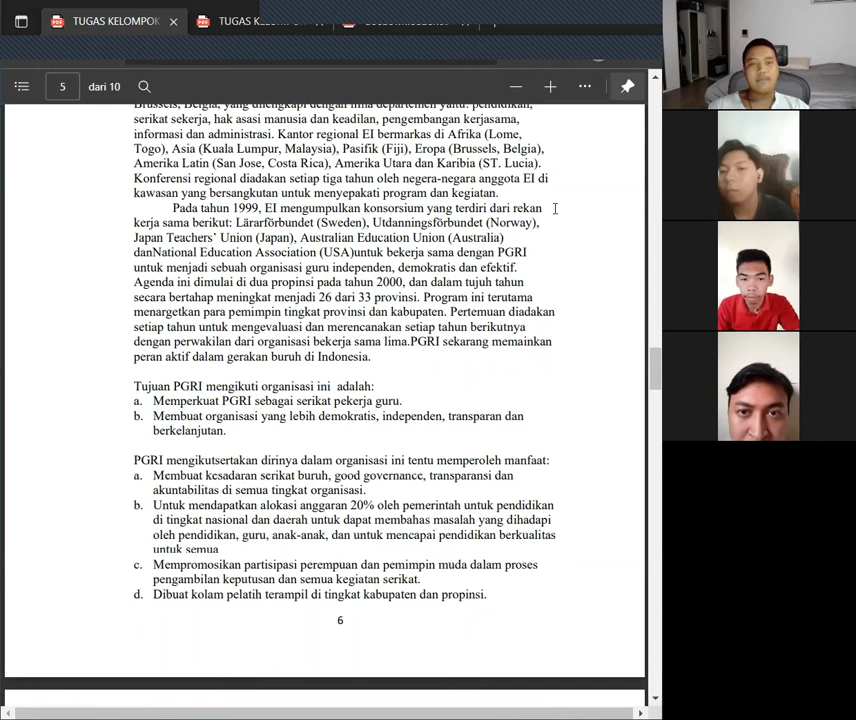 TUGAS KELOMPOK
TUGAS KELOMPOK
5 dari 10
Brussels, Belgia, yang dilengkapi dengan lima departemen yaitu: pendidikan,
serikat sekerja, hak asasi manusia dan keadilan, pengembangan kerjasama,
informasi dan administrasi. Kantor regional EI bermarkas di Afrika (Lome,
Togo), Asia (Kuala Lumpur, Malaysia), Pasifik (Fiji), Eropa (Brussels, Belgia),
Amerika Latin (San Jose, Costa Rica), Amerika Utara dan Karibia (ST. Lucia).
Konferensi regional diadakan setiap tiga tahun oleh negera-negara anggota EI di
kawasan yang bersangkutan untuk menyepakati program dan kegiatan.
Pada tahun 1999, EI mengumpulkan konsorsium yang terdiri dari rekan
kerja sama berikut: Lärarförbundet (Sweden), Utdanningsförbundet (Norway),
Japan Teachers’ Union (Japan), Australian Education Union (Australia)
danNational Education Association (USA)untuk bekerja sama dengan PGRI
untuk menjadi sebuah organisasi guru independen, demokratis dan efektif.
Agenda ini dimulai di dua propinsi pada tahun 2000, dan dalam tujuh tahun
secara bertahap meningkat menjadi 26 dari 33 provinsi. Program ini terutama
menargetkan para pemimpin tingkat provinsi dan kabupaten. Pertemuan diadakan
setiap tahun untuk mengevaluasi dan merencanakan setiap tahun berikutnya
dengan perwakilan dari organisasi bekerja sama lima.PGRI sekarang memainkan
peran aktif dalam gerakan buruh di Indonesia.
Tujuan PGRI mengikuti organisasi ini adalah:
a. Memperkuat PGRI sebagai serikat pekerja guru.
b. Membuat organisasi yang lebih demokratis, independen, transparan dan
berkelanjutan.
PGRI mengikutsertakan dirinya dalam organisasi ini tentu memperoleh manfaat:
a. Membuat kesadaran serikat buruh, good governance, transparansi dan
akuntabilitas di semua tingkat organisasi.
b. Untuk mendapatkan alokasi anggaran 20% oleh pemerintah untuk pendidikan
di tingkat nasional dan daerah untuk dapat membahas masalah yang dihadapi
oleh pendidikan, guru, anak-anak, dan untuk mencapai pendidikan berkualitas
untuk semua
c. Mempromosikan partisipasi perempuan dan pemimpin muda dalam proses
pengambilan keputusan dan semua kegiatan serikat.
d. Dibuat kolam pelatih terampil di tingkat kabupaten dan propinsi.
6